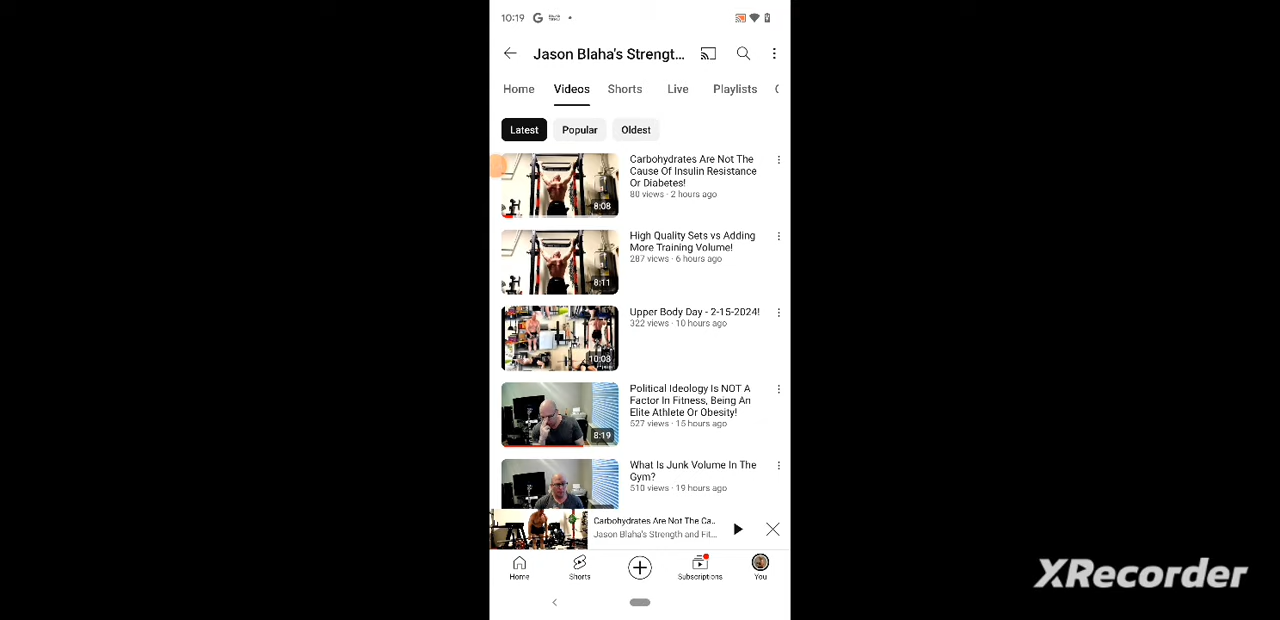 10:19
Jason Blaha's Strengt...
Home Videos Shorts Live Playlists
Latest Popular Oldest
Carbohydrates Are Not The
Cause Of Insulin Resistance
Or Diabetes!
80 views · 2 hours ago
8:08
High Quality Sets vs Adding
More Training Volume!
287 views · 6 hours ago
8:11
Upper Body Day - 2-15-2024!
322 views · 10 hours ago
10:03
Political Ideology Is NOT A
Factor In Fitness, Being An
Elite Athlete Or Obesity!
527 views · 15 hours ago
8:19
What Is Junk Volume In The
Gym?
510 views · 19 hours ago
Carbohydrates Are Not The Ca..
Jason Blaha's Strength and Fit...
Home Shorts Subscriptions You
XRecorder